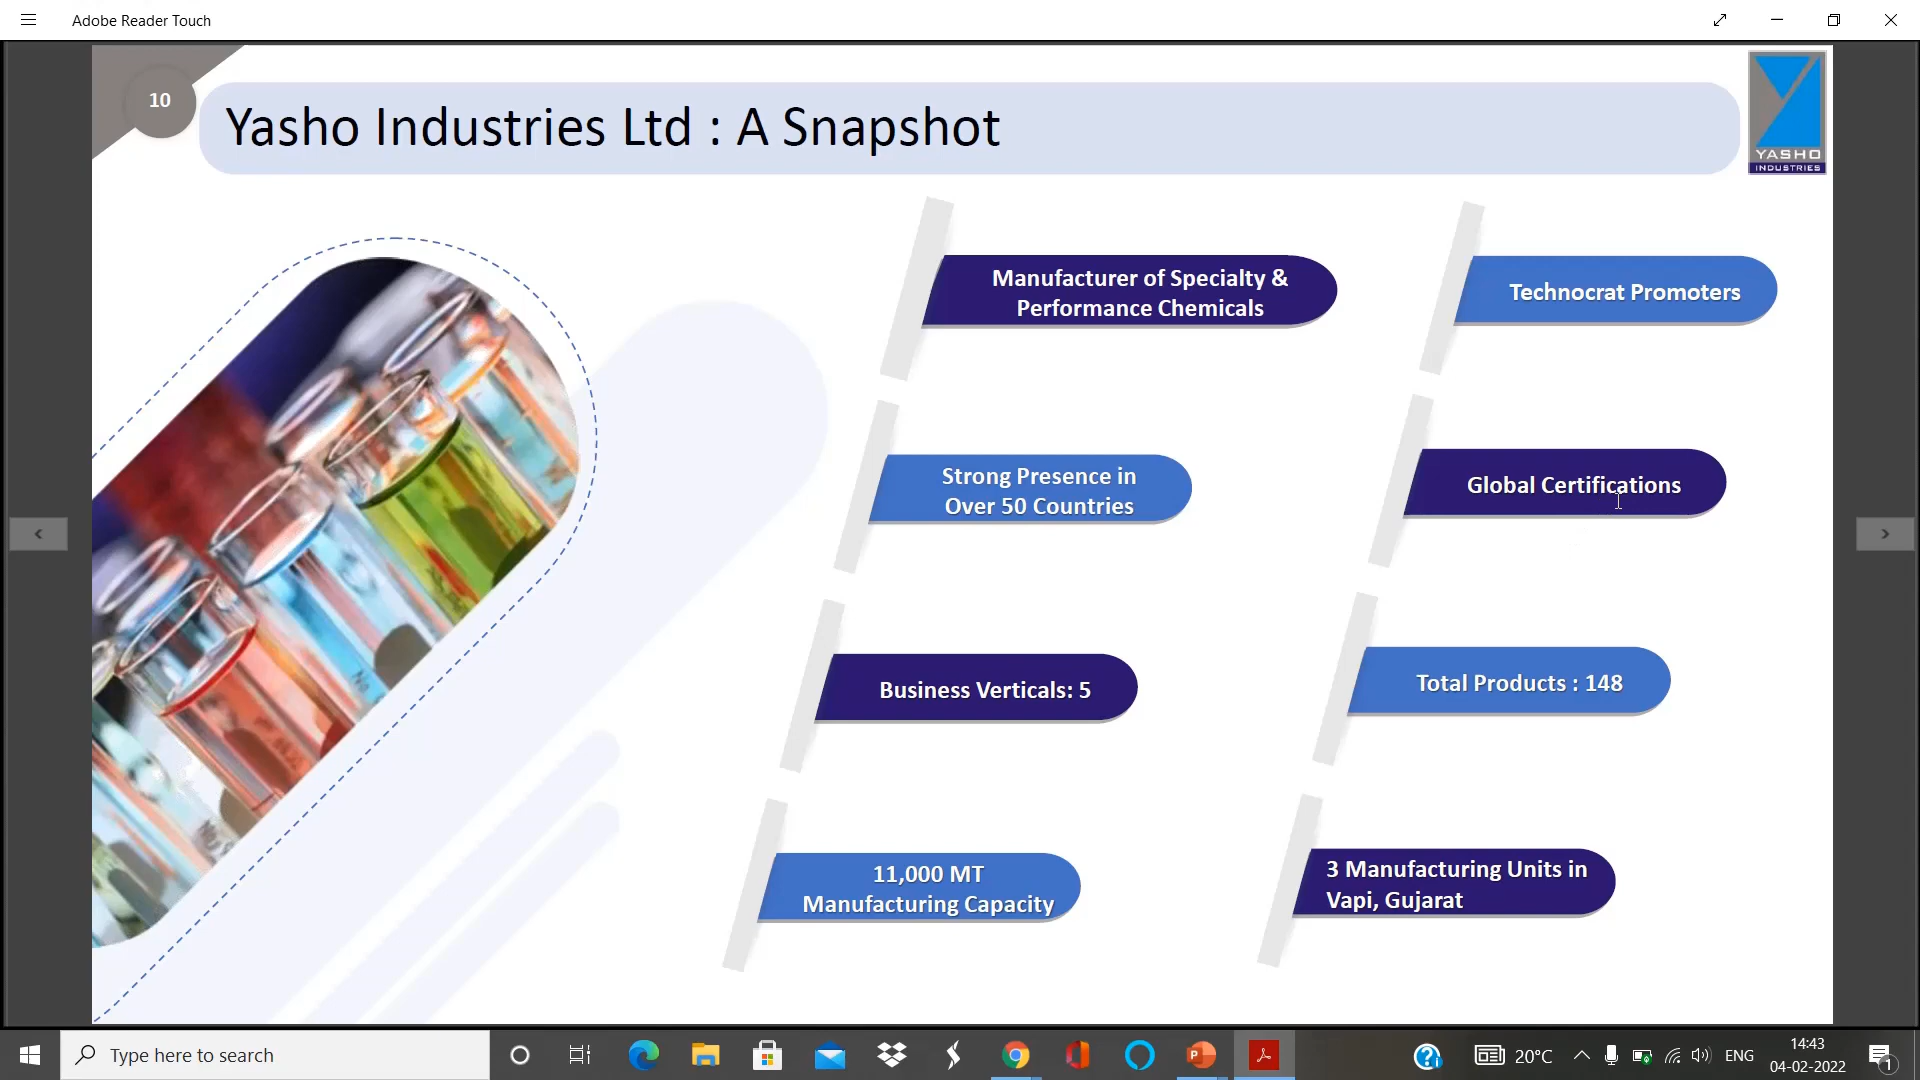 Adobe Reader Touch
10
Yasho Industries Ltd : A Snapshot
YASHO
INDUSTRIES
Manufacturer of Specialty &
Performance Chemicals
Technocrat Promoters
Strong Presence in
Over 50 Countries
Global Certifications
Business Verticals: 5
Total Products : 148
11,000 MT
Manufacturing Capacity
3 Manufacturing Units in
Vapi, Gujarat
Type here to search
20°C
ENG
14:43
04-02-2022
1